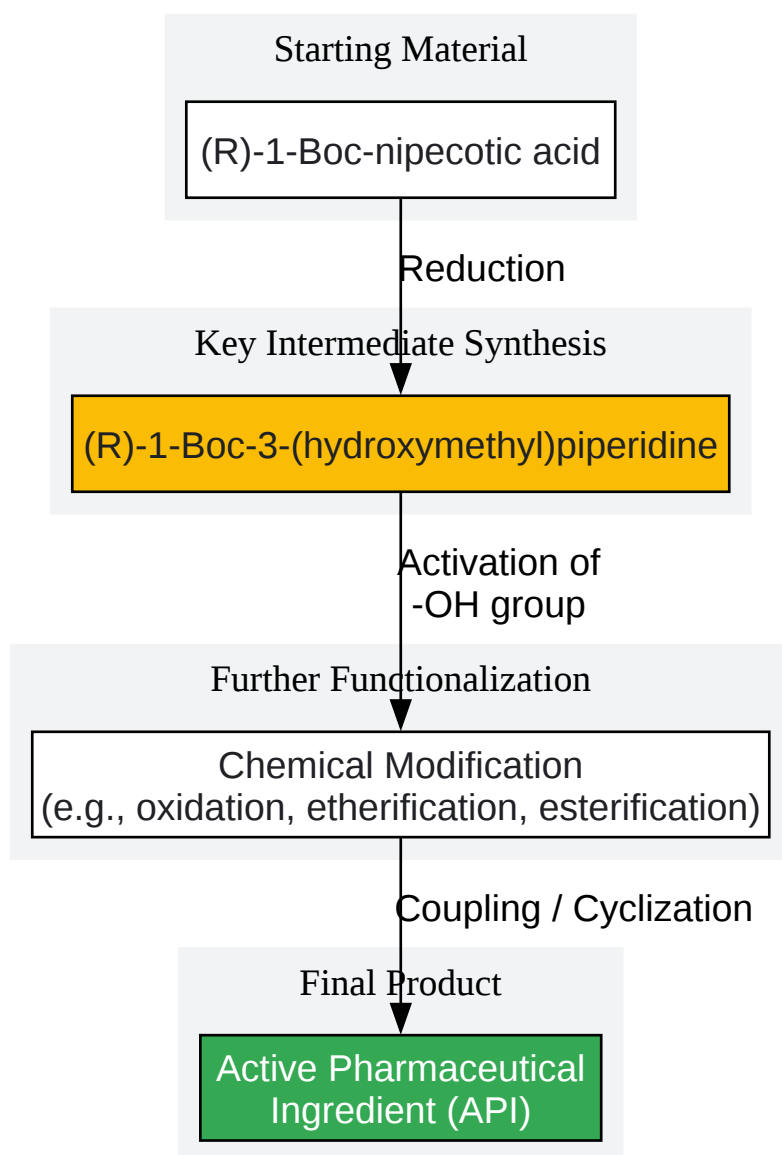 Starting Material
(R)-1-Boc-nipecotic acid
Reduction
Key Intermediate Synthesis
(R)-1-Boc-3-(hydroxymethyl)piperidine
Activation of
-OH group
Further Functionalization
Chemical Modification
(e.g., oxidation, etherification, esterification)
Coupling / Cyclization
Final Product
Active Pharmaceutical
Ingredient (API)